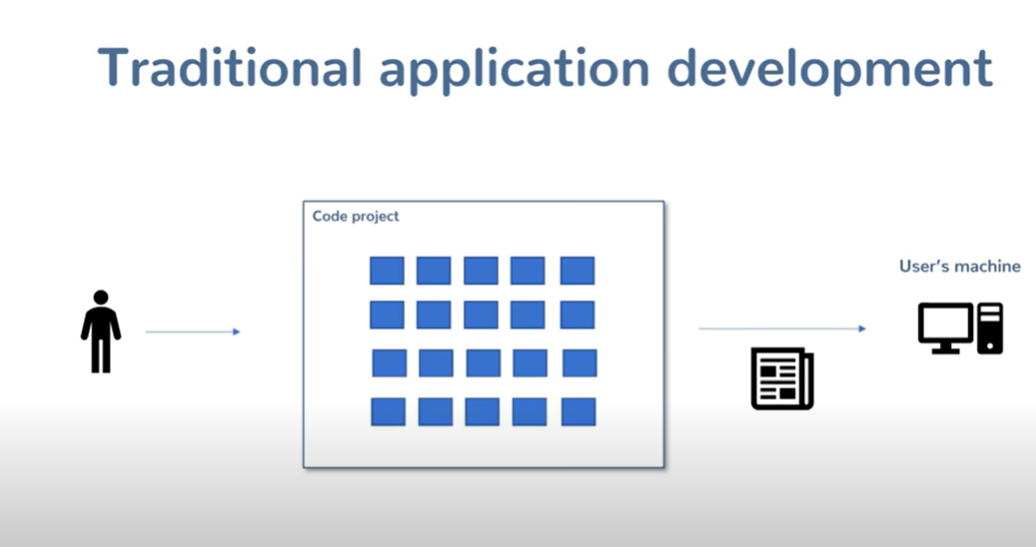 Traditional application development
Code project
User's machine